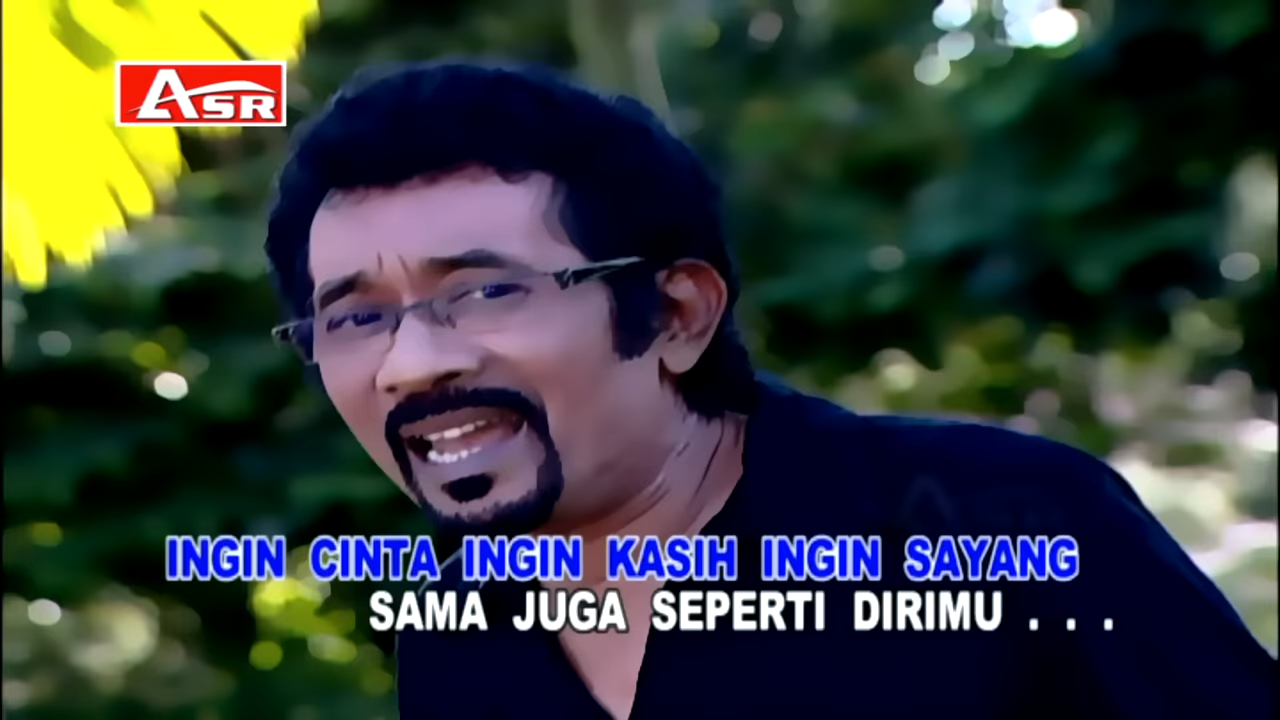 ASR
INGIN CINTA INGIN KASIH INGIN SAYANG
SAMA JUGA SEPERTI DIRIMU . . .